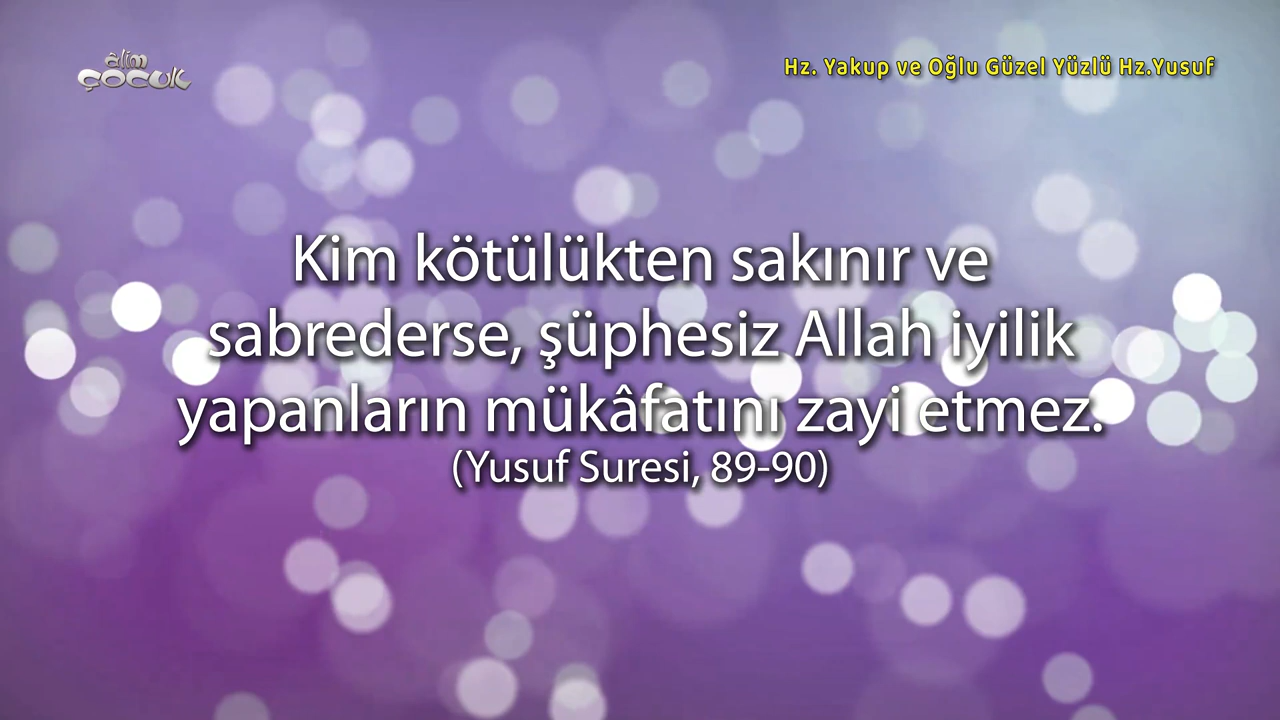 âlim
çocuk
Hz. Yakup ve Oğlu Güzel Yüzlü Hz.Yusuf
Kim kötülükten sakınır ve
sabrederse, şüphesiz Allah iyilik
yapanların mükâfatını zayi etmez.
(Yusuf Suresi, 89-90)